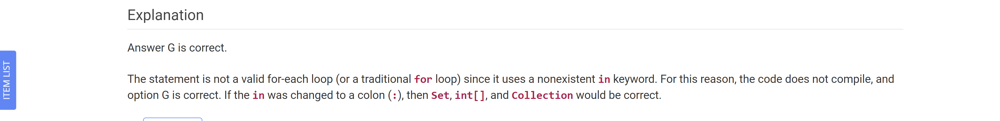 Explanation
Answer G is correct.
ITEM LIST
The statement is not a valid for-each loop (or a traditional for loop) since it uses a nonexistent in keyword. For this reason, the code does not compile, and
option G is correct. If the in was changed to a colon (:), then Set, int[], and Collection would be correct.